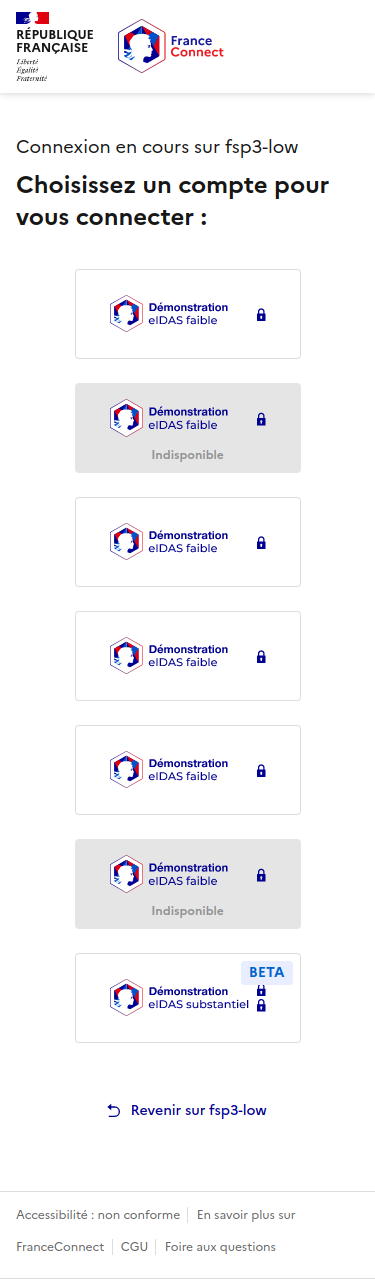 RÉPUBLIQUE
FRANÇAISE
Liberté
Égalité
Fraternité
France
Connect
Connexion en cours sur fsp3-low
Choisissez un compte pour
vous connecter :
Démonstration
eIDAS faible
Démonstration
eIDAS faible
Indisponible
Démonstration
eIDAS faible
Démonstration
eIDAS faible
Démonstration
eIDAS faible
Démonstration
eIDAS faible
Indisponible
BETA
Démonstration
eIDAS substantiel
Revenir sur fsp3-low
Accessibilité : non conforme
En savoir plus sur
FranceConnect
CGU
Foire aux questions